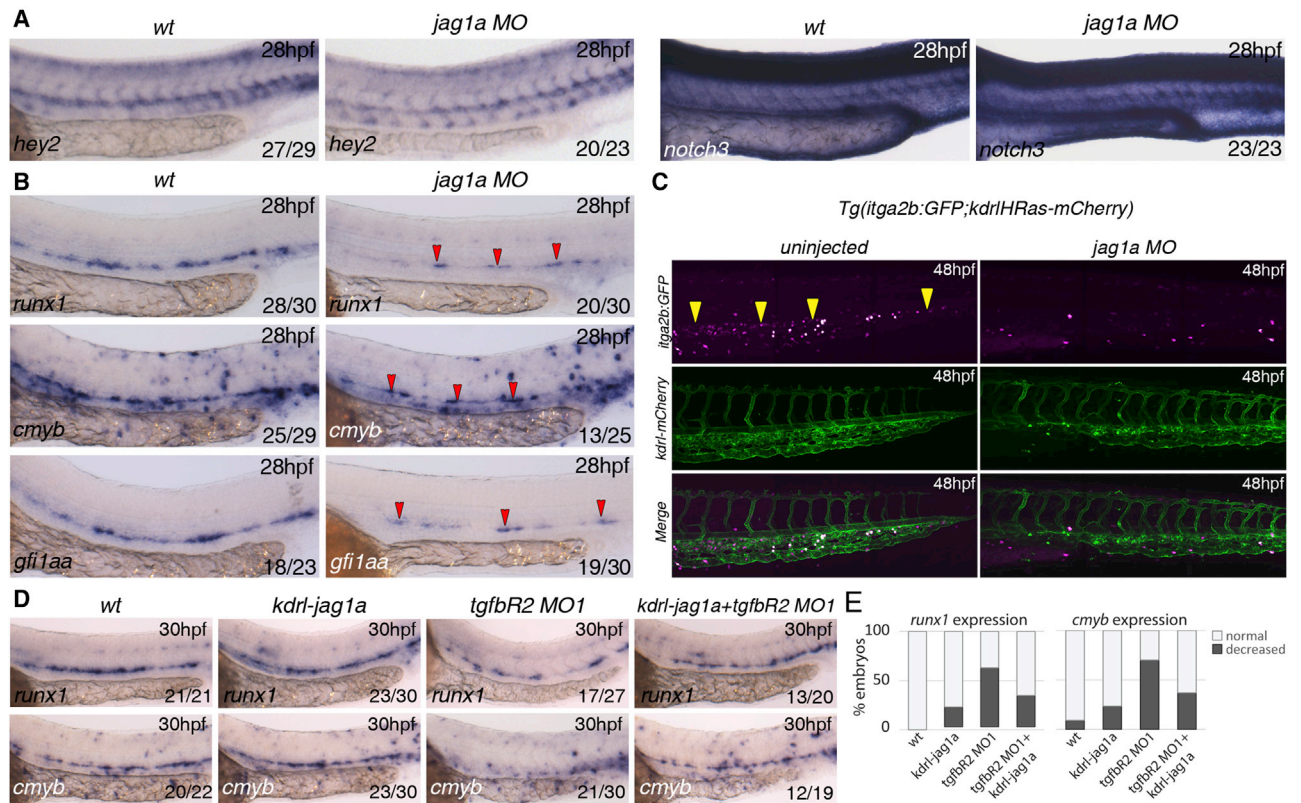 A
wt
jag1a MO
wt
jag1a MO
28hpf
hey2
27/29
28hpf
hey2
20/23
28hpf
notch3
28hpf
notch3
23/23
B
wt
jag1a MO
28hpf
runx1
28/30
28hpf
runx1
20/30
28hpf
cmyb
25/29
28hpf
cmyb
13/25
28hpf
gfi1aa
18/23
28hpf
gfi1aa
19/30
C
Tg(itga2b:GFP;kdrlHRas-mCherry)
uninjected
jag1a MO
itga2b:GFP
48hpf
48hpf
kdrl-mCherry
48hpf
48hpf
Merge
48hpf
48hpf
D
wt
kdrl-jag1a
tgfbR2 MO1
kdrl-jag1a+tgfbR2 MO1
30hpf
runx1
21/21
30hpf
runx1
23/30
30hpf
runx1
17/27
30hpf
runx1
13/20
30hpf
cmyb
20/22
30hpf
cmyb
23/30
30hpf
cmyb
21/30
30hpf
cmyb
12/19
E
runx1 expression
cmyb expression
% embryos
100
50
0
wt
kdrl-jag1a
tgfbR2 MO1
tgfbR2 MO1+
kdrl-jag1a
wt
kdrl-jag1a
tgfbR2 MO1
tgfbR2 MO1+
kdrl-jag1a
normal
decreased